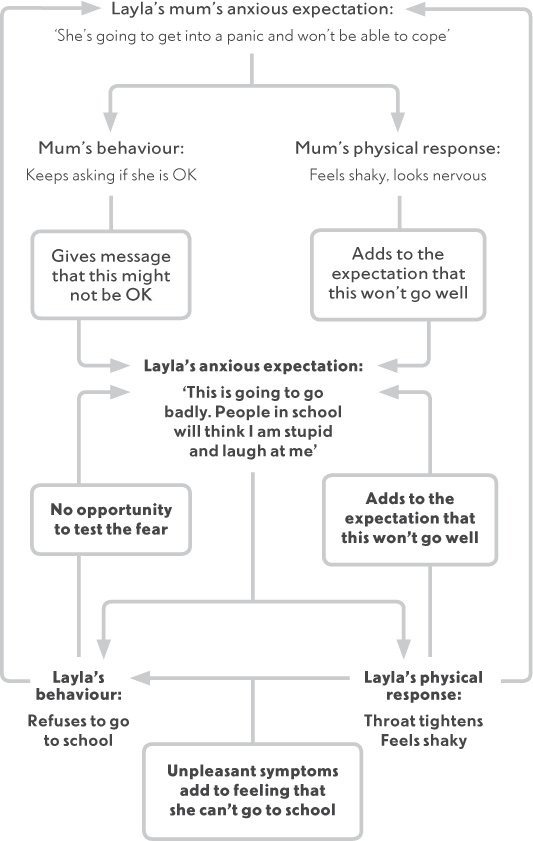 Layla’s mum’s anxious expectation:
‘She’s going to get into a panic and won’t be able to cope’
Mum’s behaviour:
Keeps asking if she is OK
Mum’s physical response:
Feels shaky, looks nervous
Gives message
that this might
not be OK
Adds to the
expectation that
this won’t go well
Layla’s anxious expectation:
‘This is going to go
badly. People in school
will think I am stupid
and laugh at me’
No opportunity
to test the fear
Adds to the
expectation that
this won’t go well
Layla’s
behaviour:
Refuses to go
to school
Layla’s physical
response:
Throat tightens
Feels shaky
Unpleasant symptoms
add to feeling that
she can’t go to school